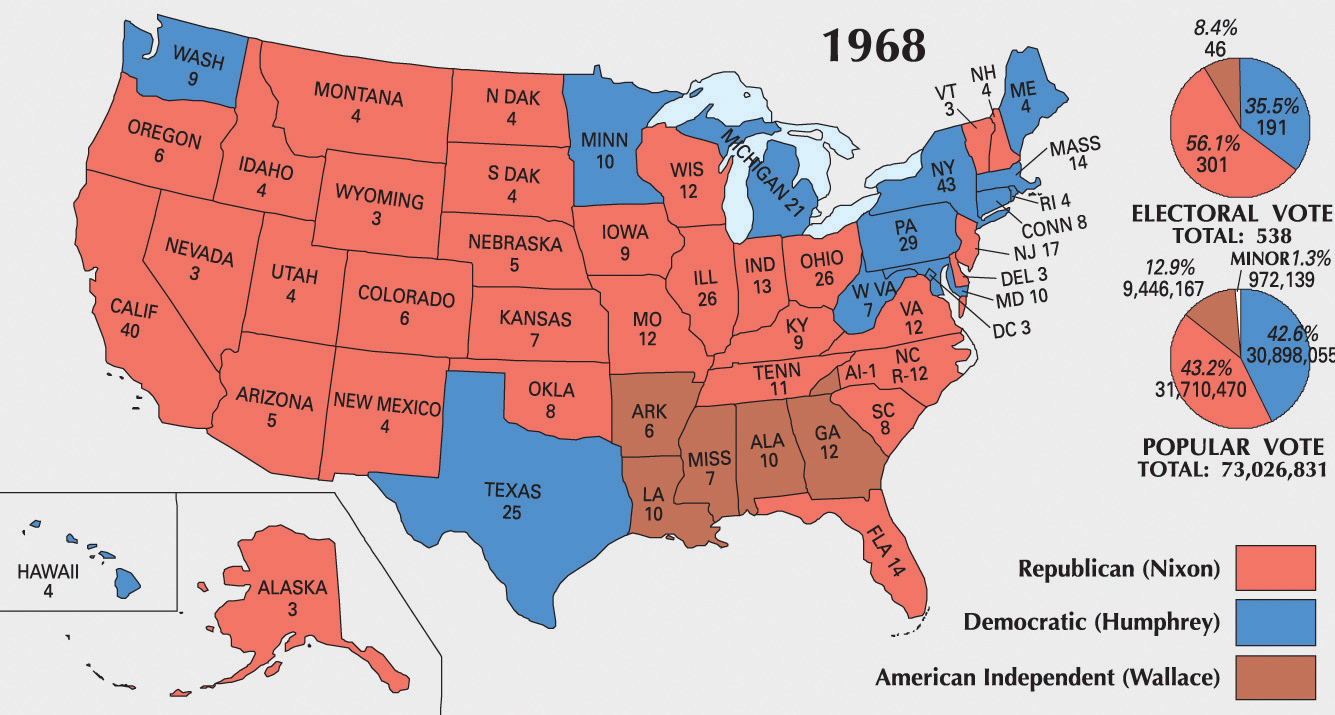 1968
WASH
9
OREGON
6
CALIF
40
NEVADA
3
IDAHO
4
MONTANA
4
WYOMING
3
UTAH
4
COLORADO
6
ARIZONA
5
NEW MEXICO
4
N DAK
4
S DAK
4
NEBRASKA
5
KANSAS
7
OKLA
8
TEXAS
25
MINN
10
IOWA
9
MO
12
ARK
6
LA
10
WIS
12
ILL
26
MICHIGAN 21
IND
13
OHIO
26
KY
9
TENN
11
MISS
7
ALA
10
GA
12
FLA 14
SC
8
AI-1
NC
R-12
VA
12
W VA
7
PA
29
NY
43
VT
3
NH
4
ME
4
MASS
14
RI 4
CONN 8
NJ 17
DEL 3
MD 10
DC 3
HAWAII
4
ALASKA
3
8.4%
46
35.5%
191
56.1%
301
ELECTORAL VOTE
TOTAL: 538
MINOR 1.3%
972,139
12.9%
9,446,167
42.6%
30,898,055
43.2%
31,710,470
POPULAR VOTE
TOTAL: 73,026,831
Republican (Nixon)
Democratic (Humphrey)
American Independent (Wallace)